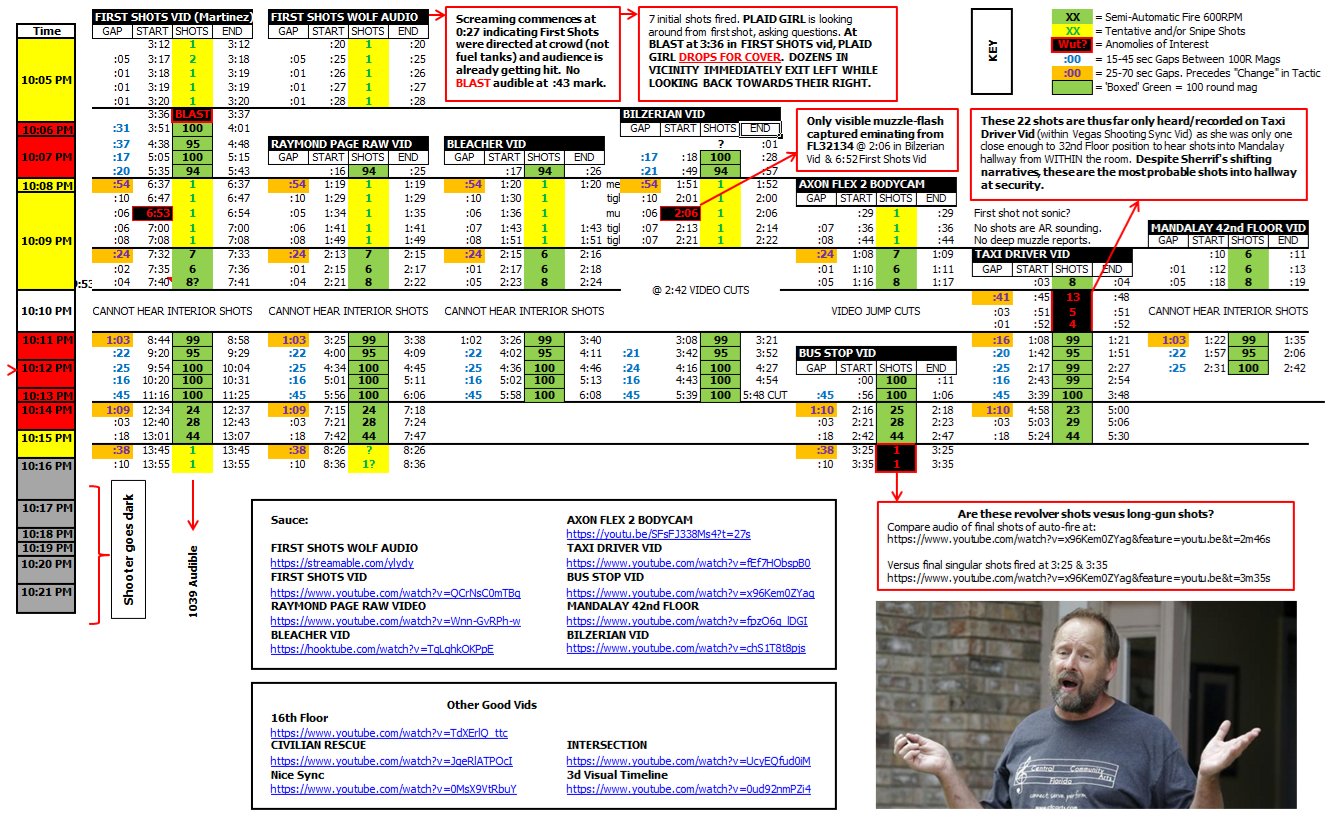 FIRST SHOTS VID (Martinez) FIRST SHOTS WOLF AUDIO
Time GAP START SHOTS END GAP START SHOTS END
3:12 1 3:12 :20 1 :20
10:05 PM :05 3:17 2 3:18 :05 :25 1 :25
:01 3:18 1 3:18 :01 :26 1 :26
:01 3:19 1 3:19 :01 :27 1 :27
:01 3:20 1 3:20 :01 :28 1 :28
3:36 BLAST 3:37
Screaming commences at
0:27 indicating First Shots
were directed at crowd (not
fuel tanks) and audience is
already getting hit. No
BLAST audible at :43 mark.
7 initial shots fired. PLAID GIRL is looking
around from first shot, asking questions. At
BLAST at 3:36 in FIRST SHOTS vid, PLAID
GIRL DROPS FOR COVER. DOZENS IN
VICINITY IMMEDIATELY EXIT LEFT WHILE
LOOKING BACK TOWARDS THEIR RIGHT.
KEY
XX = Semi-Automatic Fire 600RPM
XX = Tentative and/or Snipe Shots
Wut? = Anomolies of Interest
:00 = 15-45 sec Gaps Between 100R Mags
:00 = 25-70 sec Gaps. Precedes "Change" in Tactic
= 'Boxed' Green = 100 round mag
BILZERIAN VID
GAP START SHOTS END
10:06 PM :31 3:51 100 4:01
RAYMOND PAGE RAW VID BLEACHER VID
10:07 PM :37 4:38 95 4:48 GAP START SHOTS END GAP START SHOTS END ? :01
:17 5:05 100 5:15 :17 :18 100 :28
:20 5:35 94 5:43 :16 94 :25 :17 94 :26 :21 :49 94 :57
10:08 PM :54 6:35 1 6:37 :54 1:19 1 1:19 :54 1:20 1 1:20 me :54 1:51 1 1:52
:10 6:47 1 6:47 :10 1:29 1 1:29 :10 1:30 1 1:30 tigl :10 2:01 1 2:00
:06 6:53 1 6:54 :05 1:34 1 1:35 :06 1:36 1 1:36 mu :06 2:06 1 2:06
10:09 PM :06 7:00 1 7:00 :06 1:41 1 1:41 :07 1:43 1 1:43 tigl :07 2:13 1 2:14
:08 7:08 1 7:08 :08 1:49 1 1:49 :08 1:51 1 1:51 tigl :07 2:21 1 2:22
:24 7:32 7 7:33 :24 2:13 7 2:15 :24 2:15 6 2:16
:02 7:35 6 7:36 :01 2:15 6 2:17 :01 2:17 6 2:18
:04 7:40 8? 7:41 :04 2:21 8 2:22 :05 2:23 8 2:24
Only visible muzzle-flash
captured eminating from
FL32134 @ 2:06 in Bilzerian
Vid & 6:52 First Shots Vid
These 22 shots are thus far only heard/recorded on Taxi
Driver Vid (within Vegas Shooting Sync Vid) as she was only one
close enough to 32nd Floor position to hear shots into Mandalay
hallway from WITHIN the room. Despite Sherrif's shifting
narratives, these are the most probable shots into hallway
at security.
AXON FLEX 2 BODYCAM
GAP START SHOTS END
:29 1 :29
:07 :36 1 :36
:08 :44 1 :44
:24 1:08 7 1:09
:01 1:10 6 1:11
:05 1:16 8 1:17
First shot not sonic?
No shots are AR sounding.
No deep muzzle reports.
TAXI DRIVER VID
GAP START SHOTS END
:03 8 :04
:41 :45 13 :48
:03 :51 5 :51
:01 :52 4 :52
MANDALAY 42nd FLOOR VID
GAP START SHOTS END
:10 6 :11
:01 :12 6 :13
:05 :18 8 :19
@ 2:42 VIDEO CUTS
10:10 PM CANNOT HEAR INTERIOR SHOTS CANNOT HEAR INTERIOR SHOTS CANNOT HEAR INTERIOR SHOTS VIDEO JUMP CUTS CANNOT HEAR INTERIOR SHOTS
10:11 PM 1:03 8:44 99 8:58 1:03 3:25 99 3:38 1:02 3:26 99 3:40 3:08 99 3:21 :16 1:08 99 1:21 1:03 1:22 99 1:35
:22 9:20 95 9:29 :22 4:00 95 4:09 :22 4:02 95 4:11 :21 3:42 95 3:52 :20 1:42 95 1:51 :22 1:57 95 2:06
10:12 PM :25 9:54 100 10:04 :25 4:34 100 4:45 :25 4:36 100 4:46 :24 4:16 100 4:27 :25 2:17 99 2:27 :25 2:31 100 2:42
BUS STOP VID
GAP START SHOTS END
:16 10:20 100 10:31 :16 5:01 100 5:11 :16 5:02 100 5:13 :16 4:43 100 4:54 :00 100 :11 :16 2:43 99 2:54
10:13 PM :45 11:16 100 11:25 :45 5:56 100 6:06 :45 5:58 100 6:08 :45 5:39 100 5:48 CUT :45 :56 100 1:06 :45 3:39 100 3:48
10:14 PM 1:09 12:34 24 12:37 1:09 7:15 24 7:18 1:10 2:16 25 2:18 1:10 4:58 23 5:00
:03 12:40 28 12:43 :03 7:21 28 7:24 :03 2:21 28 2:23 :03 5:03 29 5:06
10:15 PM :18 13:01 44 13:07 :18 7:42 44 7:47 :18 2:42 44 2:47 :18 5:24 44 5:30
:38 13:45 1 13:45 :38 8:26 ? 8:26 :38 3:25 1 3:25
10:16 PM :10 13:55 1 13:55 :10 8:36 1? 8:36 :10 3:35 1 3:35
10:17 PM
10:18 PM
10:19 PM
10:20 PM
10:21 PM
Shooter goes dark
1039 Audible
Sauce:
FIRST SHOTS WOLF AUDIO
https://streamable.com/ylydy
FIRST SHOTS VID
https://www.youtube.com/watch?v=QCrNsC0mTBg
RAYMOND PAGE RAW VIDEO
https://www.youtube.com/watch?v=Wnn-GvRPh-w
BLEACHER VID
https://hooktube.com/watch?v=TgLqhkOKPpE
AXON FLEX 2 BODYCAM
https://youtu.be/SFsFJ338Ms4?t=27s
TAXI DRIVER VID
https://www.youtube.com/watch?v=fEf7HObspB0
BUS STOP VID
https://www.youtube.com/watch?v=x96Kem0ZYag
MANDALAY 42nd FLOOR
https://www.youtube.com/watch?v=fpzO6q_lDGI
BILZERIAN VID
https://www.youtube.com/watch?v=chS1T8t8pjs
Are these revolver shots vesus long-gun shots?
Compare audio of final shots of auto-fire at:
https://www.youtube.com/watch?v=x96Kem0ZYag&feature=youtu.be&t=2m46s
Versus final singular shots fired at 3:25 & 3:35
https://www.youtube.com/watch?v=x96Kem0ZYag&feature=youtu.be&t=3m35s
Other Good Vids
16th Floor
https://www.youtube.com/watch?v=TdXErlQ_ttc
CIVILIAN RESCUE
https://www.youtube.com/watch?v=JgeRlATPOcI
Nice Sync
https://www.youtube.com/watch?v=0MsX9VtRbuY
INTERSECTION
https://www.youtube.com/watch?v=UcyEQfud0iM
3d Visual Timeline
https://www.youtube.com/watch?v=0ud92nmPZi4
Central Community
Florida Arts
connect. serve. perform.